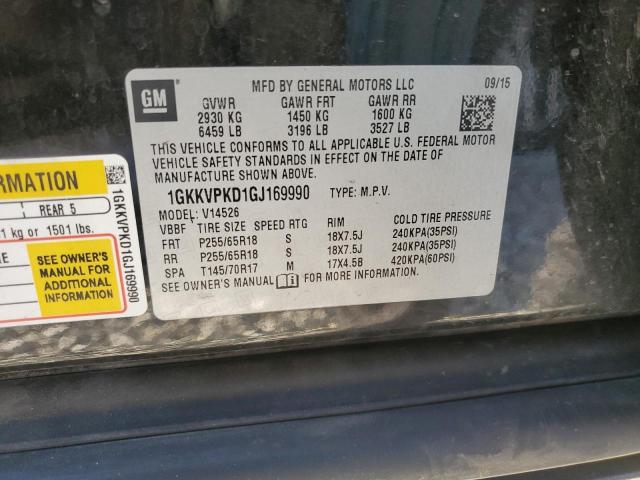 GM
MFD BY GENERAL MOTORS LLC 09/15
GVWR GAWR FRT GAWR RR
2930 KG 1450 KG 1600 KG
6459 LB 3196 LB 3527 LB
THIS VEHICLE CONFORMS TO ALL APPLICABLE U.S. FEDERAL MOTOR
VEHICLE SAFETY STANDARDS IN EFFECT ON THE DATE OF
MANUFACTURE SHOWN ABOVE.
1GKKVPKD1GJ169990 TYPE: M.P.V.
MODEL: V14526
VBBF TIRE SIZE SPEED RTG RIM COLD TIRE PRESSURE
FRT P255/65R18 S 18X7.5J 240KPA(35PSI)
RR P255/65R18 S 18X7.5J 240KPA(35PSI)
SPA T145/70R17 M 17X4.5B 420KPA(60PSI)
SEE OWNER'S MANUAL FOR MORE INFORMATION.
REAR 5
kg or 1501 lbs.
SEE OWNER'S
MANUAL FOR
ADDITIONAL
INFORMATION
1GKKVPKD1GJ169990